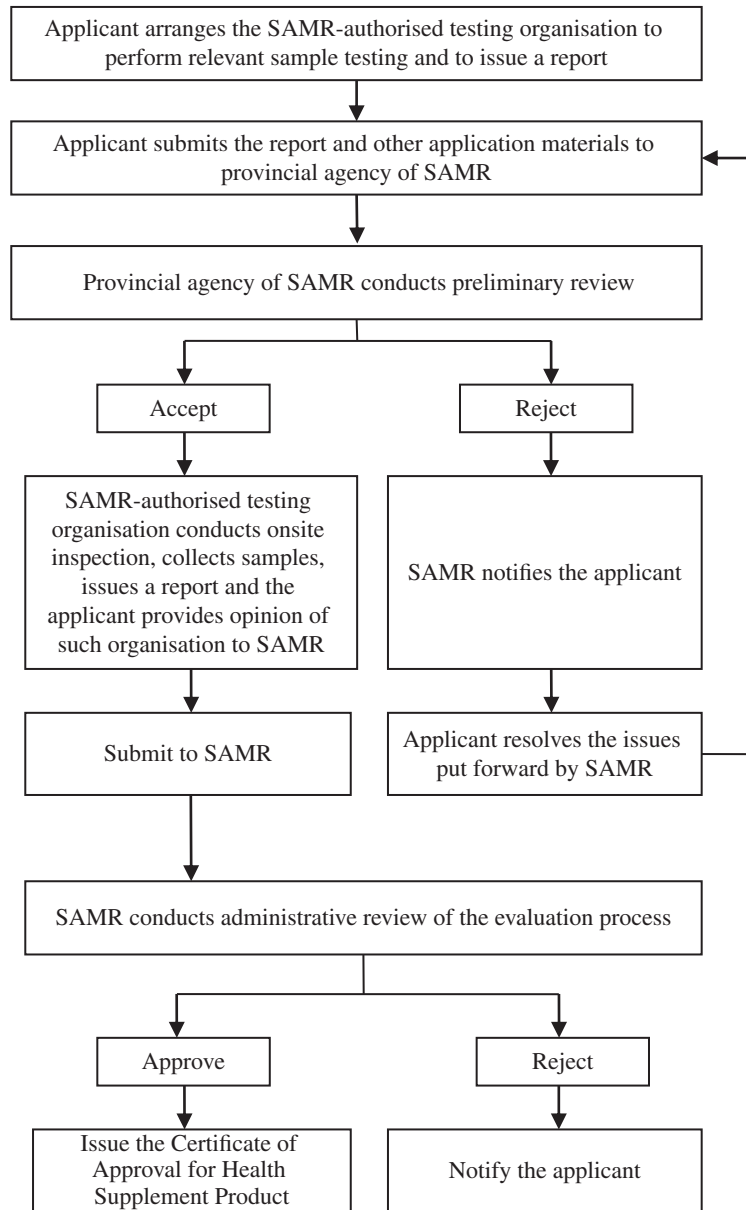 Applicant arranges the SAMR-authorised testing organisation to
perform relevant sample testing and to issue a report
Applicant submits the report and other application materials to
provincial agency of SAMR
Provincial agency of SAMR conducts preliminary review
Accept
Reject
SAMR-authorised testing
organisation conducts onsite
inspection, collects samples,
issues a report and the
applicant provides opinion of
such organisation to SAMR
SAMR notifies the applicant
Submit to SAMR
Applicant resolves the issues
put forward by SAMR
SAMR conducts administrative review of the evaluation process
Approve
Reject
Issue the Certificate of
Approval for Health
Supplement Product
Notify the applicant